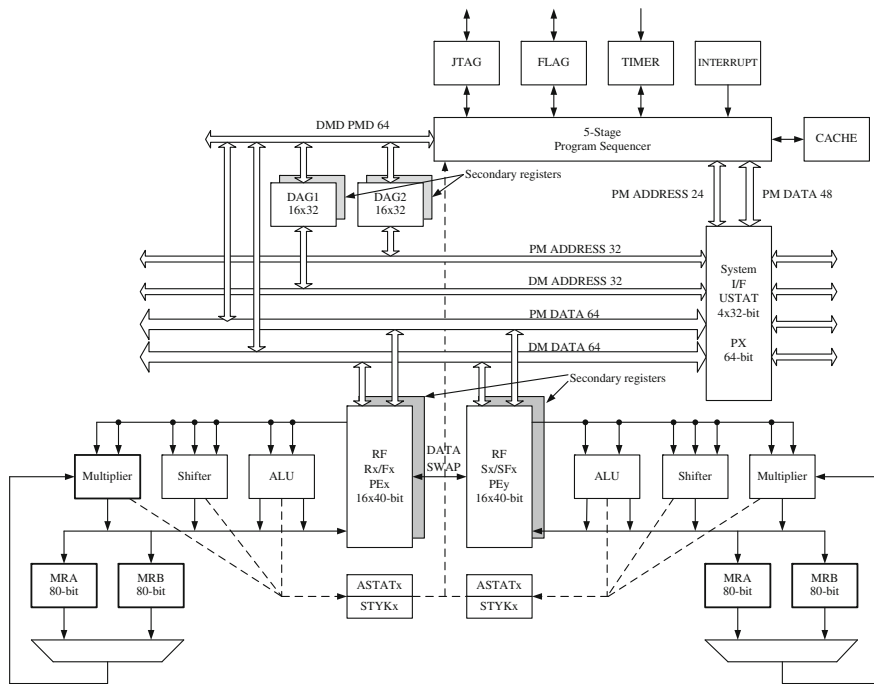 JTAG
FLAG
TIMER
INTERRUPT
DMD PMD 64
5-Stage
Program Sequencer
CACHE
Secondary registers
DAG1
16x32
DAG2
16x32
PM ADDRESS 24
PM DATA 48
PM ADDRESS 32
DM ADDRESS 32
PM DATA 64
DM DATA 64
System
I/F
USTAT
4x32-bit
PX
64-bit
Secondary registers
Multiplier
Shifter
ALU
RF
Rx/Fx
PEx
16x40-bit
DATA
SWAP
RF
Sx/SFx
PEy
16x40-bit
ALU
Shifter
Multiplier
MRA
80-bit
MRB
80-bit
ASTATx
STYKx
ASTATx
STYKx
MRA
80-bit
MRB
80-bit